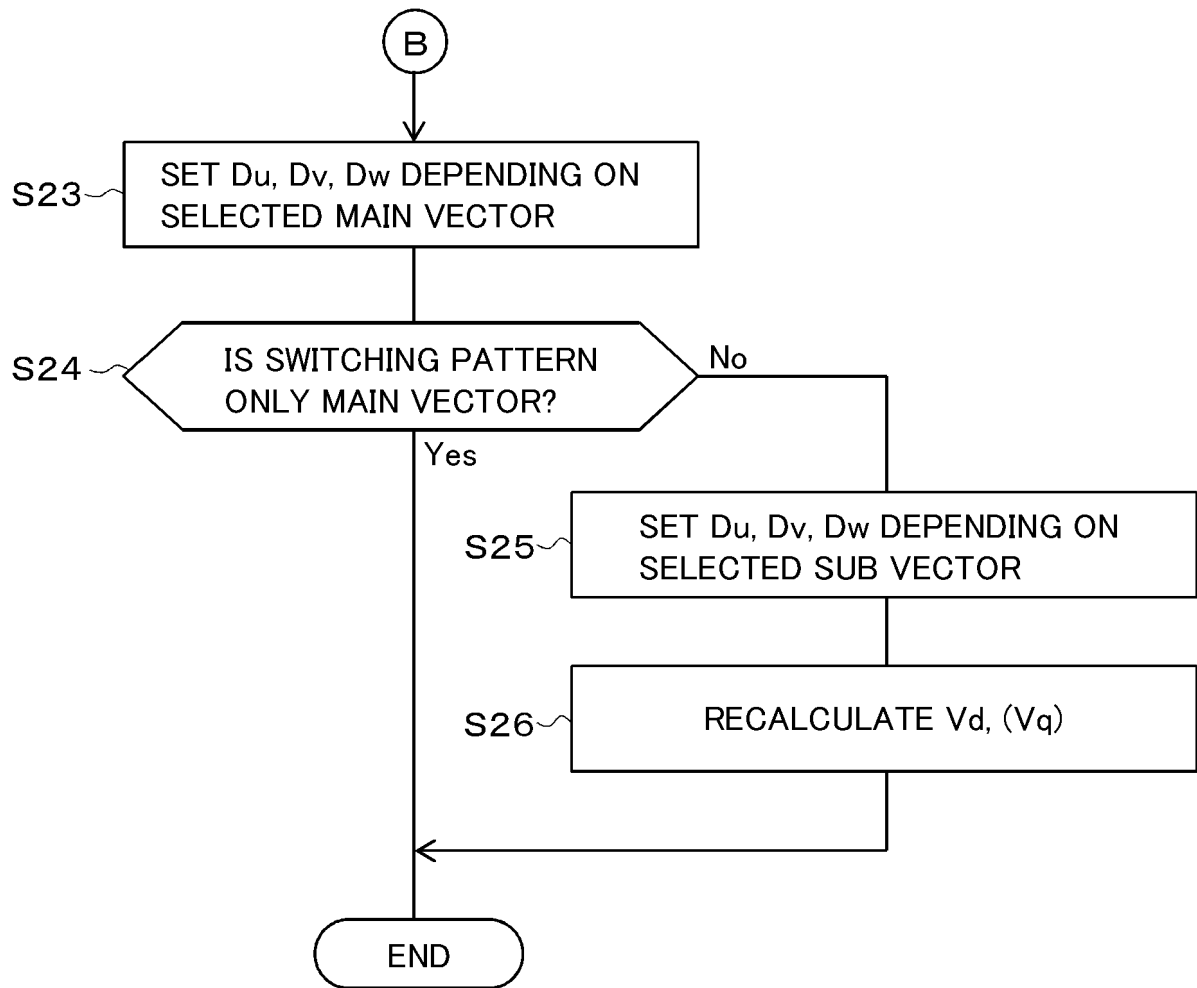 B
S23
SET Du, Dv, Dw DEPENDING ON
SELECTED MAIN VECTOR
S24
IS SWITCHING PATTERN
ONLY MAIN VECTOR?
No
Yes
S25
SET Du, Dv, Dw DEPENDING ON
SELECTED SUB VECTOR
S26
RECALCULATE Vd, (Vq)
END